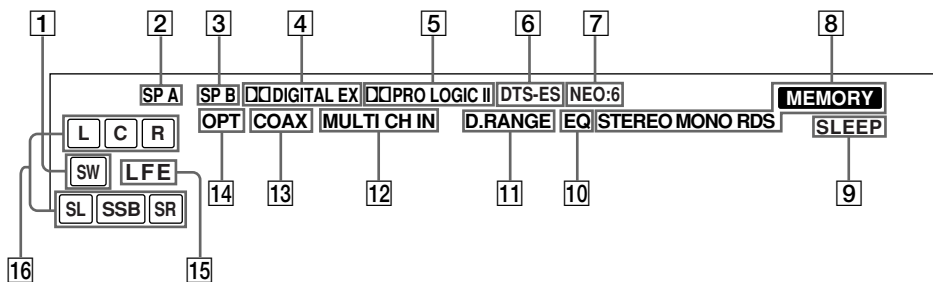 1 2 3 4 5 6 7 8
SP A SP B DIGITAL EX PRO LOGIC II DTS-ES NEO:6 MEMORY
OPT COAX MULTI CH IN D.RANGE EQ STEREO MONO RDS SLEEP
L C R
SW LFE
SL SSB SR
14 13 12 11 10 9
16 15